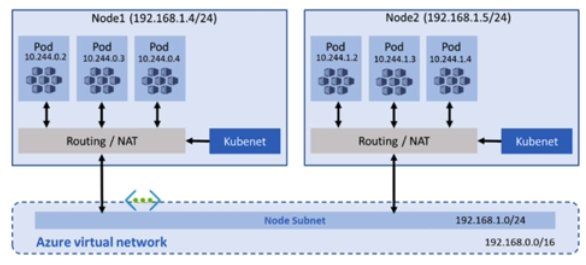 Node1 (192.168.1.4/24)
Pod
10.244.0.2
Pod
10.244.0.3
Pod
10.244.0.4
Routing / NAT
Kubenet
Node2 (192.168.1.5/24)
Pod
10.244.1.2
Pod
10.244.1.3
Pod
10.244.1.4
Routing / NAT
Kubenet
Node Subnet
192.168.1.0/24
Azure virtual network
192.168.0.0/16